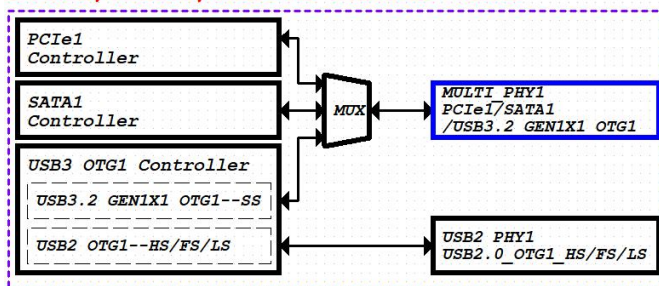 PCIe1
Controller
SATA1
Controller
USB3 OTG1 Controller
USB3.2 GEN1X1 OTG1--SS
USB2 OTG1--HS/FS/LS
MUX
MULTI_PHY1
PCIe1/SATA1
/USB3.2 GEN1X1 OTG1
USB2 PHY1
USB2.0_OTG1_HS/FS/LS